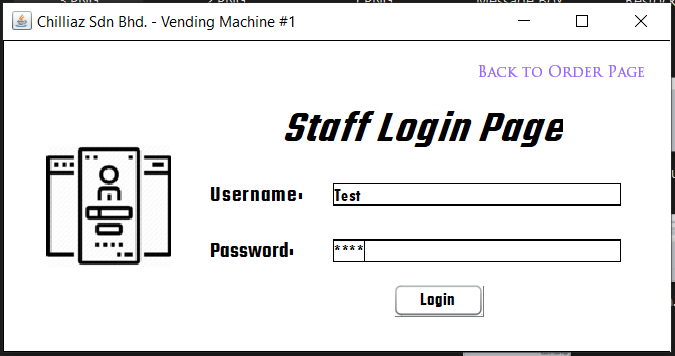 Chilliaz Sdn Bhd. - Vending Machine #1
Back to Order Page
Staff Login Page
Username:
Test
Password:
****
Login